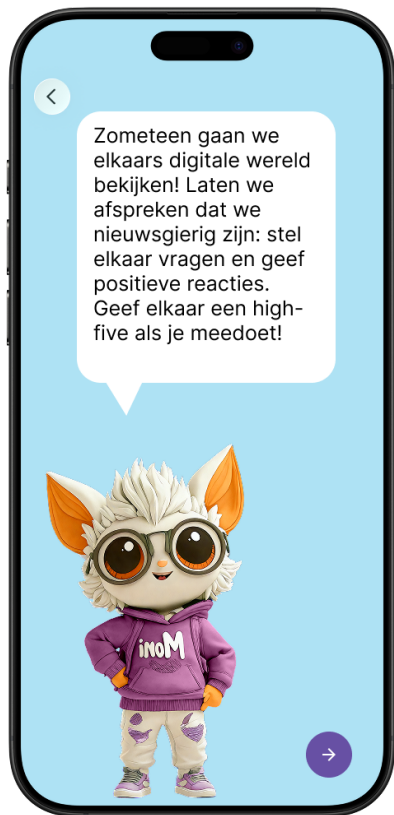 Zometeen gaan we
elkaars digitale wereld
bekijken! Laten we
afspreken dat we
nieuwsgierig zijn: stel
elkaar vragen en geef
positieve reacties.
Geef elkaar een high-
five als je meedoet!
inoM